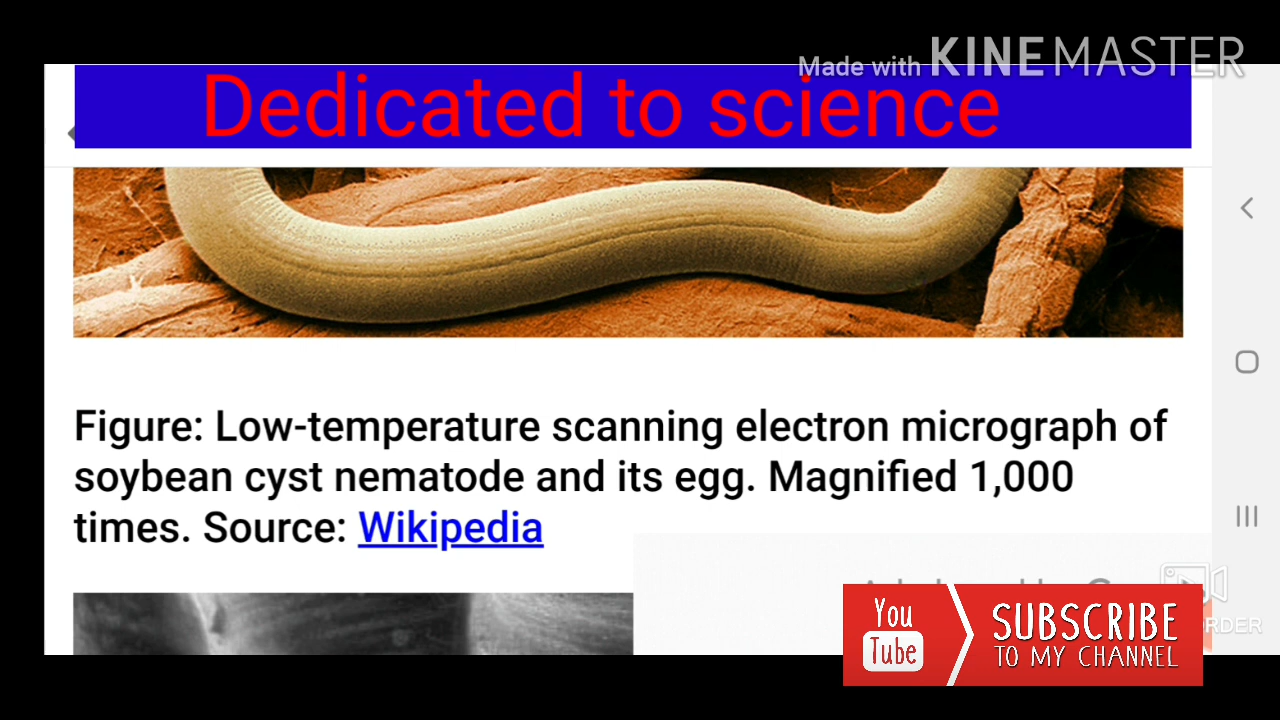 Made with KINEMASTER
Dedicated to science
Figure: Low-temperature scanning electron micrograph of
soybean cyst nematode and its egg. Magnified 1,000
times. Source: Wikipedia
You
Tube
SUBSCRIBE
TO MY CHANNEL